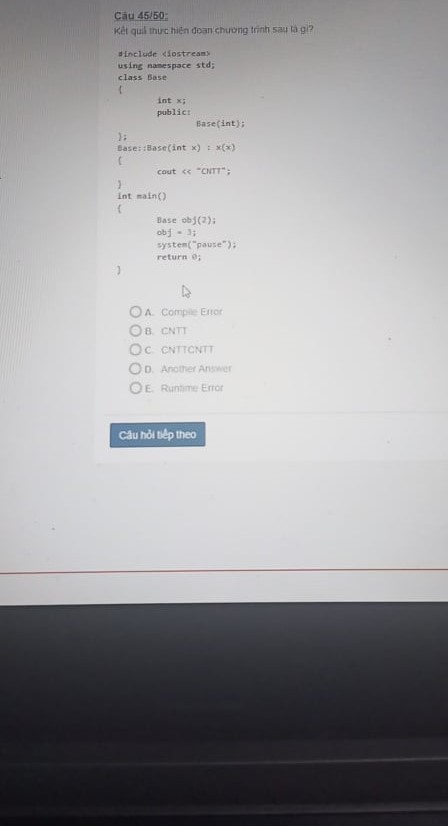 Câu 45/50:
Kết quả thực hiện đoạn chương trình sau là gì?
#include <iostream>
using namespace std;
class Base
{
int x;
public:
Base(int);
};
Base::Base(int x) : x(x)
{
cout << "CNTT";
}
int main()
{
Base obj(2);
obj = 3;
system("pause");
return 0;
}
A. Compile Error
B. CNTT
C. CNTTCNTT
D. Another Answer
E. Runtime Error
Câu hỏi tiếp theo